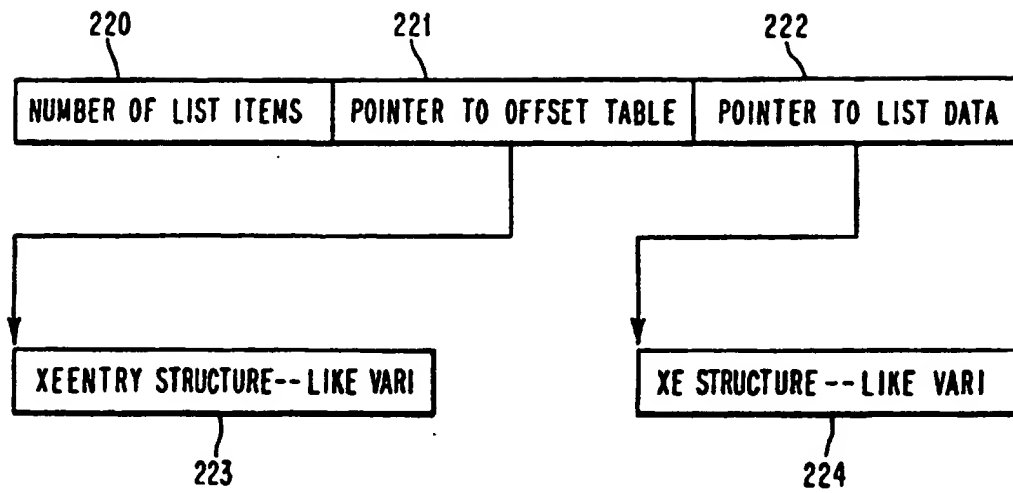 220 221 222
NUMBER OF LIST ITEMS POINTER TO OFFSET TABLE POINTER TO LIST DATA
XEENTRY STRUCTURE--LIKE VARI XE STRUCTURE--LIKE VARI
223 224